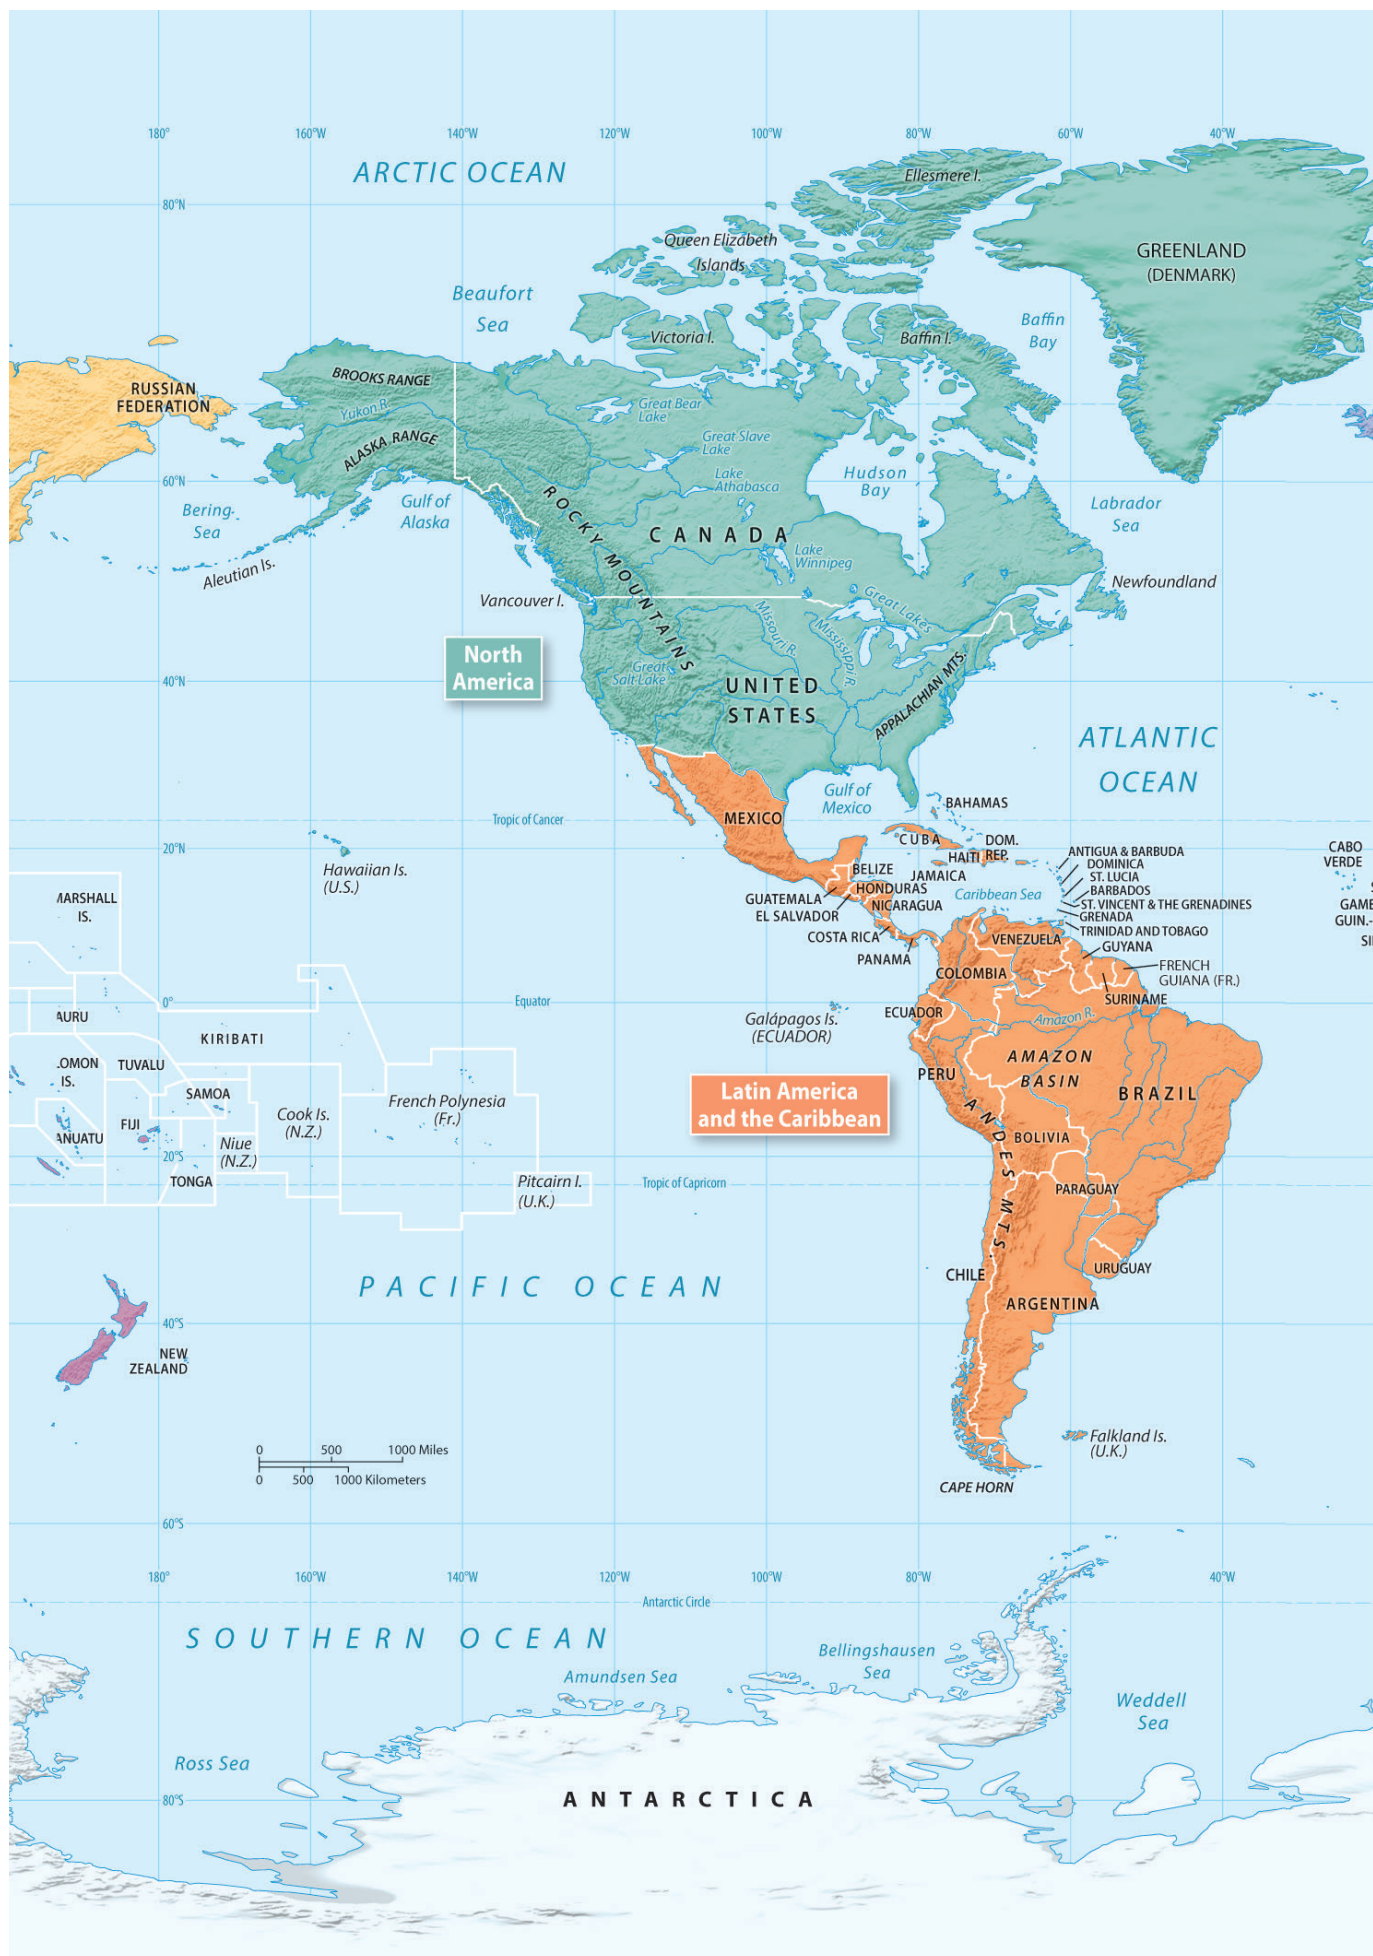 180°
160°W
140°W
120°W
100°W
80°W
60°W
40°W
ARCTIC OCEAN
Ellesmere I.
80°N
Queen Elizabeth
Islands
GREENLAND
(DENMARK)
Beaufort
Sea
Baffin
Bay
Victoria I.
Baffin I.
BROOKS RANGE
RUSSIAN
FEDERATION
Yukon R.
Great Bear
Lake
ALASKA RANGE
Great Slave
Lake
60°N
Lake
Athabasca
Hudson
Bay
Bering
Sea
Gulf of
Alaska
ROCKY MOUNTAINS
Labrador
Sea
CANADA
Lake
Winnipeg
Aleutian Is.
Newfoundland
Vancouver I.
Great Lakes
Missouri R.
Mississippi R.
North
America
Great
Salt Lake
40°N
UNITED
STATES
APPALACHIAN MTS.
ATLANTIC
OCEAN
Gulf of
Mexico
BAHAMAS
Tropic of Cancer
MEXICO
20°N
CUBA
DOM.
REP.
HAITI
CABO
VERDE
Hawaiian Is.
(U.S.)
BELIZE
JAMAICA
ANTIGUA & BARBUDA
DOMINICA
ST. LUCIA
BARBADOS
ST. VINCENT & THE GRENADINES
GRENADA
TRINIDAD AND TOBAGO
GUYANA
MARSHALL
IS.
GUATEMALA
HONDURAS
EL SALVADOR
NICARAGUA
Caribbean Sea
GAMB
GUIN.-
SI
COSTA RICA
PANAMA
VENEZUELA
COLOMBIA
FRENCH
GUIANA (FR.)
SURINAME
0°
Equator
AURU
ECUADOR
Galápagos Is.
(ECUADOR)
Amazon R.
KIRIBATI
OMON
IS.
TUVALU
AMAZON
BASIN
PERU
BRAZIL
SAMOA
French Polynesia
(Fr.)
Latin America
and the Caribbean
Cook Is.
(N.Z.)
FIJI
ANUATU
Niue
(N.Z.)
ANDES MTS.
BOLIVIA
20°S
TONGA
Pitcairn I.
(U.K.)
Tropic of Capricorn
PARAGUAY
PACIFIC OCEAN
CHILE
URUGUAY
ARGENTINA
40°S
NEW
ZEALAND
0 500 1000 Miles
0 500 1000 Kilometers
Falkland Is.
(U.K.)
CAPE HORN
60°S
180°
160°W
140°W
120°W
100°W
80°W
60°W
40°W
Antarctic Circle
SOUTHERN OCEAN
Bellingshausen
Sea
Amundsen Sea
Weddell
Sea
Ross Sea
80°S
ANTARCTICA